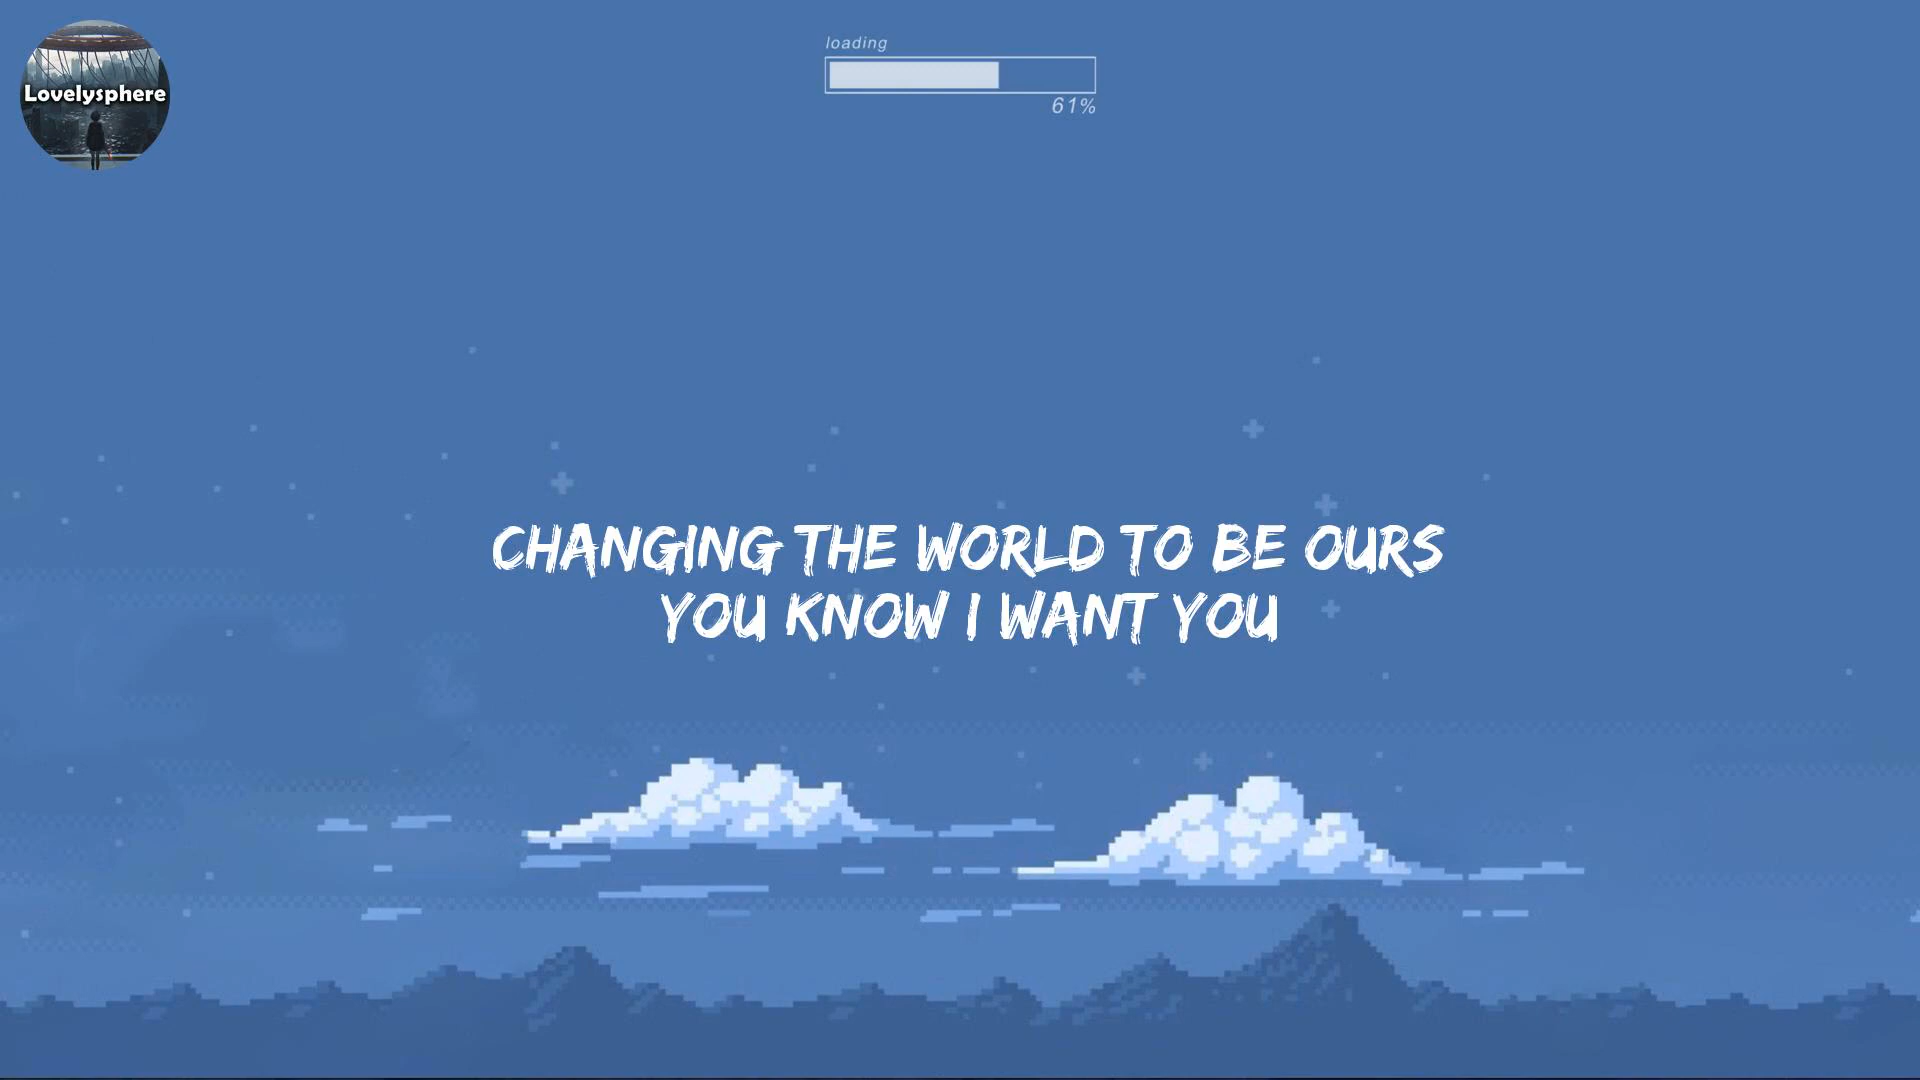 Lovelysphere
loading
61%
CHANGING THE WORLD TO BE OURS
YOU KNOW I WANT YOU